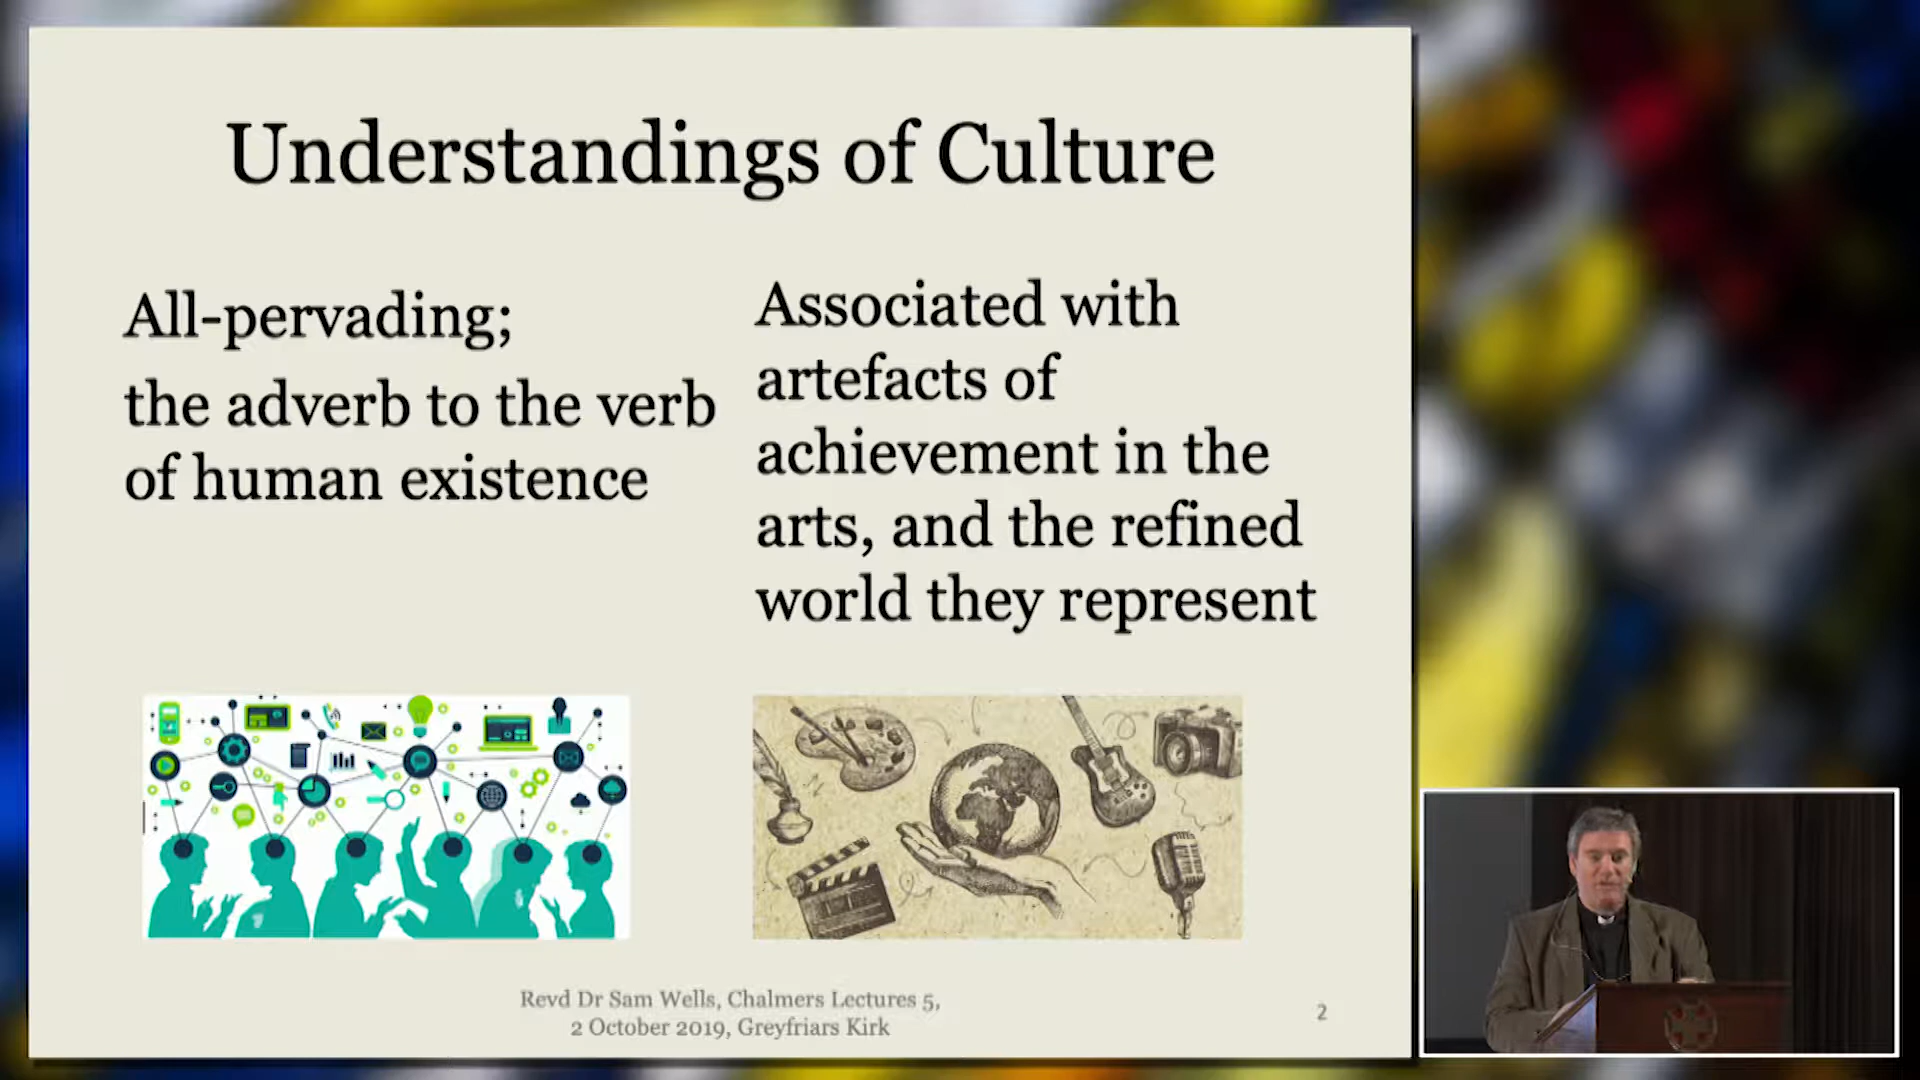 Understandings of Culture
All-pervading;
the adverb to the verb
of human existence
Associated with
artefacts of
achievement in the
arts, and the refined
world they represent
Revd Dr Sam Wells, Chalmers Lectures 5,
2 October 2019, Greyfriars Kirk
2